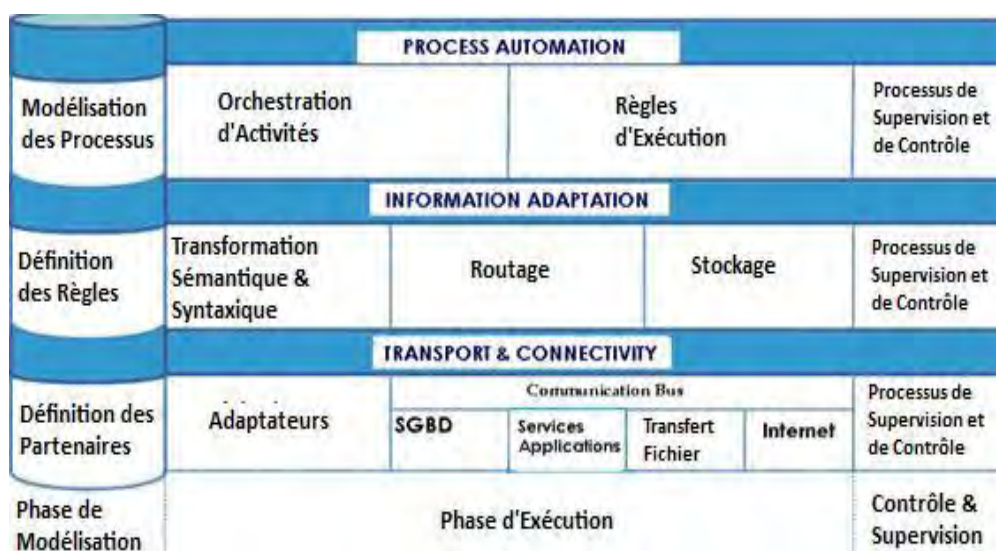 PROCESS AUTOMATION
Modélisation
des Processus
Orchestration
d'Activités
Règles
d'Exécution
Processus de
Supervision et
de Contrôle
INFORMATION ADAPTATION
Définition
des Règles
Transformation
Sémantique &
Syntaxique
Routage
Stockage
Processus de
Supervision et
de Contrôle
TRANSPORT & CONNECTIVITY
Définition des
Partenaires
Adaptateurs
Communication Bus
SGBD
Services
Applications
Transfert
Fichier
Internet
Processus de
Supervision et
de Contrôle
Phase de
Modélisation
Phase d'Exécution
Contrôle &
Supervision